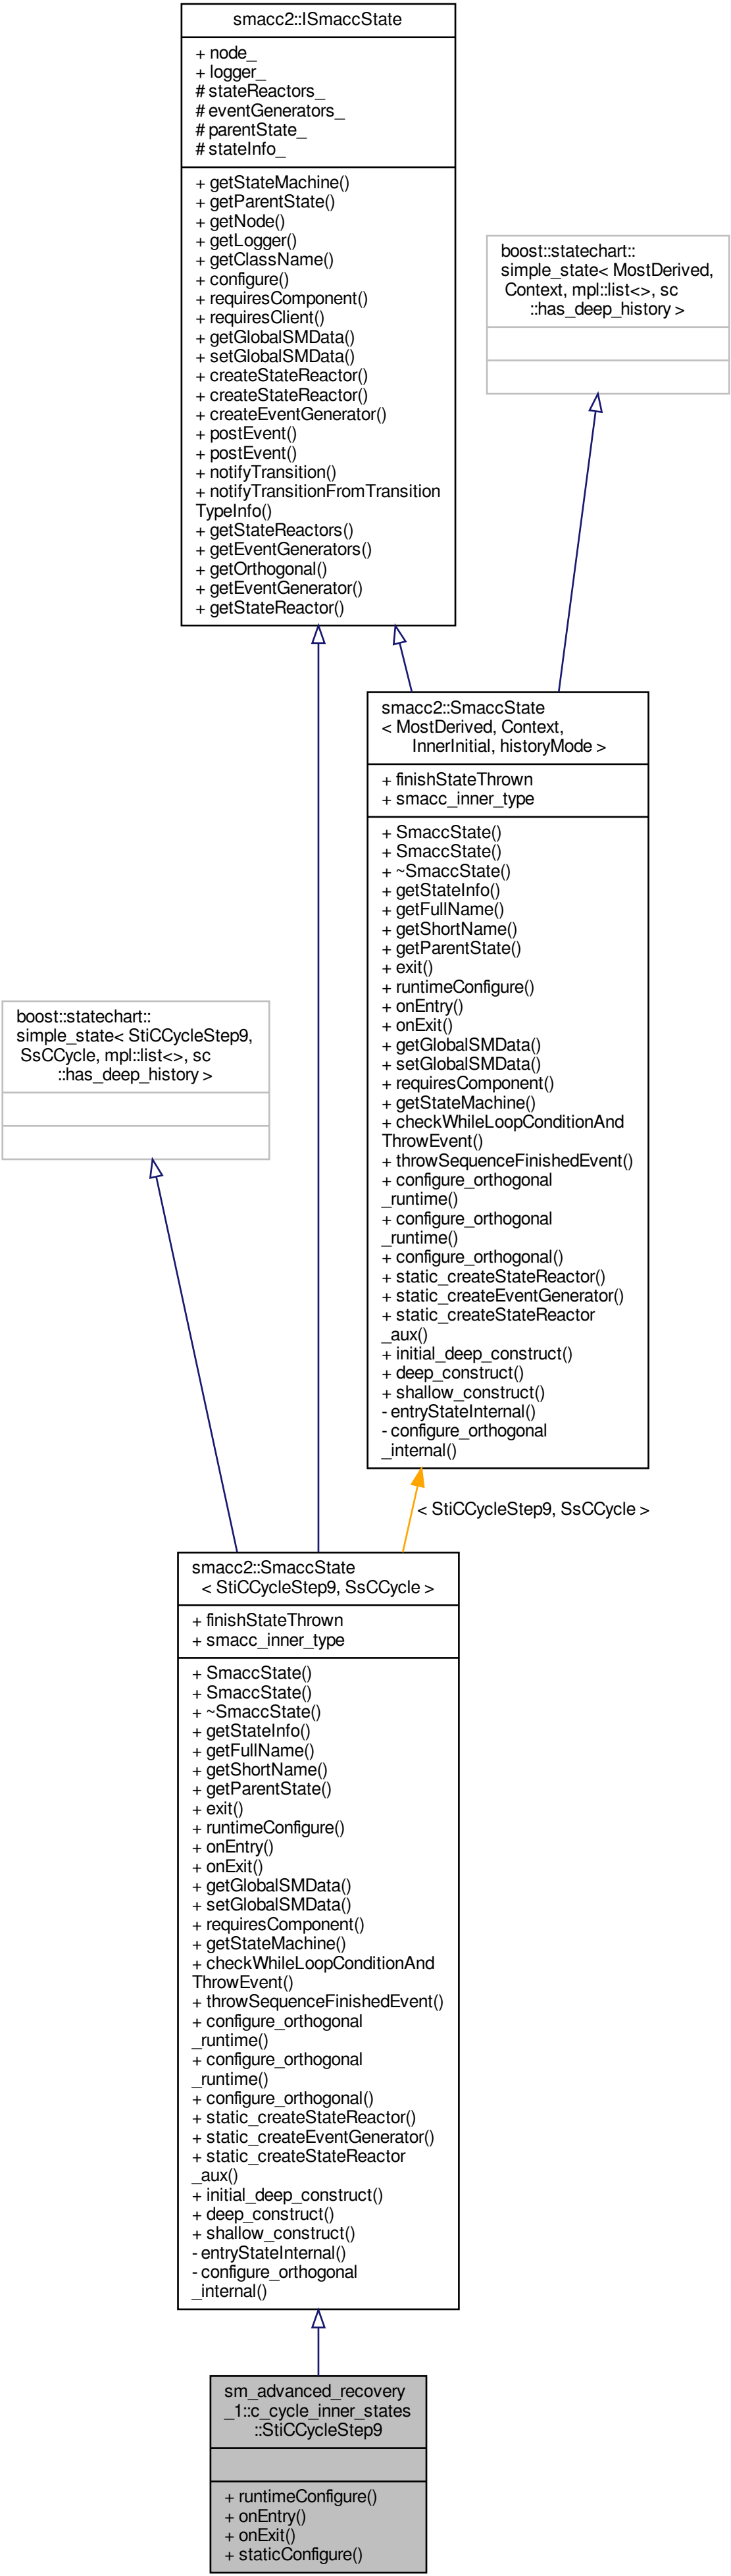 smacc2::ISmaccState
+ node_
+ logger_
# stateReactors_
# eventGenerators_
# parentState_
# stateInfo_
+ getStateMachine()
+ getParentState()
+ getNode()
+ getLogger()
+ getClassName()
+ configure()
+ requiresComponent()
+ requiresClient()
+ getGlobalSMData()
+ setGlobalSMData()
+ createStateReactor()
+ createStateReactor()
+ createEventGenerator()
+ postEvent()
+ postEvent()
+ notifyTransition()
+ notifyTransitionFromTransition
TypeInfo()
+ getStateReactors()
+ getEventGenerators()
+ getOrthogonal()
+ getEventGenerator()
+ getStateReactor()
boost::statechart::
simple_state< MostDerived,
Context, mpl::list<>, sc
::has_deep_history >
smacc2::SmaccState
< MostDerived, Context,
InnerInitial, historyMode >
+ finishStateThrown
+ smacc_inner_type
+ SmaccState()
+ SmaccState()
+ ~SmaccState()
+ getStateInfo()
+ getFullName()
+ getShortName()
+ getParentState()
+ exit()
+ runtimeConfigure()
+ onEntry()
+ onExit()
+ getGlobalSMData()
+ setGlobalSMData()
+ requiresComponent()
+ getStateMachine()
+ checkWhileLoopConditionAnd
ThrowEvent()
+ throwSequenceFinishedEvent()
+ configure_orthogonal
_runtime()
+ configure_orthogonal
_runtime()
+ configure_orthogonal()
+ static_createStateReactor()
+ static_createEventGenerator()
+ static_createStateReactor
_aux()
+ initial_deep_construct()
+ deep_construct()
+ shallow_construct()
- entryStateInternal()
- configure_orthogonal
_internal()
boost::statechart::
simple_state< StiCCycleStep9,
SsCCycle, mpl::list<>, sc
::has_deep_history >
< StiCCycleStep9, SsCCycle >
smacc2::SmaccState
< StiCCycleStep9, SsCCycle >
+ finishStateThrown
+ smacc_inner_type
+ SmaccState()
+ SmaccState()
+ ~SmaccState()
+ getStateInfo()
+ getFullName()
+ getShortName()
+ getParentState()
+ exit()
+ runtimeConfigure()
+ onEntry()
+ onExit()
+ getGlobalSMData()
+ setGlobalSMData()
+ requiresComponent()
+ getStateMachine()
+ checkWhileLoopConditionAnd
ThrowEvent()
+ throwSequenceFinishedEvent()
+ configure_orthogonal
_runtime()
+ configure_orthogonal
_runtime()
+ configure_orthogonal()
+ static_createStateReactor()
+ static_createEventGenerator()
+ static_createStateReactor
_aux()
+ initial_deep_construct()
+ deep_construct()
+ shallow_construct()
- entryStateInternal()
- configure_orthogonal
_internal()
sm_advanced_recovery
_1::c_cycle_inner_states
::StiCCycleStep9
+ runtimeConfigure()
+ onEntry()
+ onExit()
+ staticConfigure()